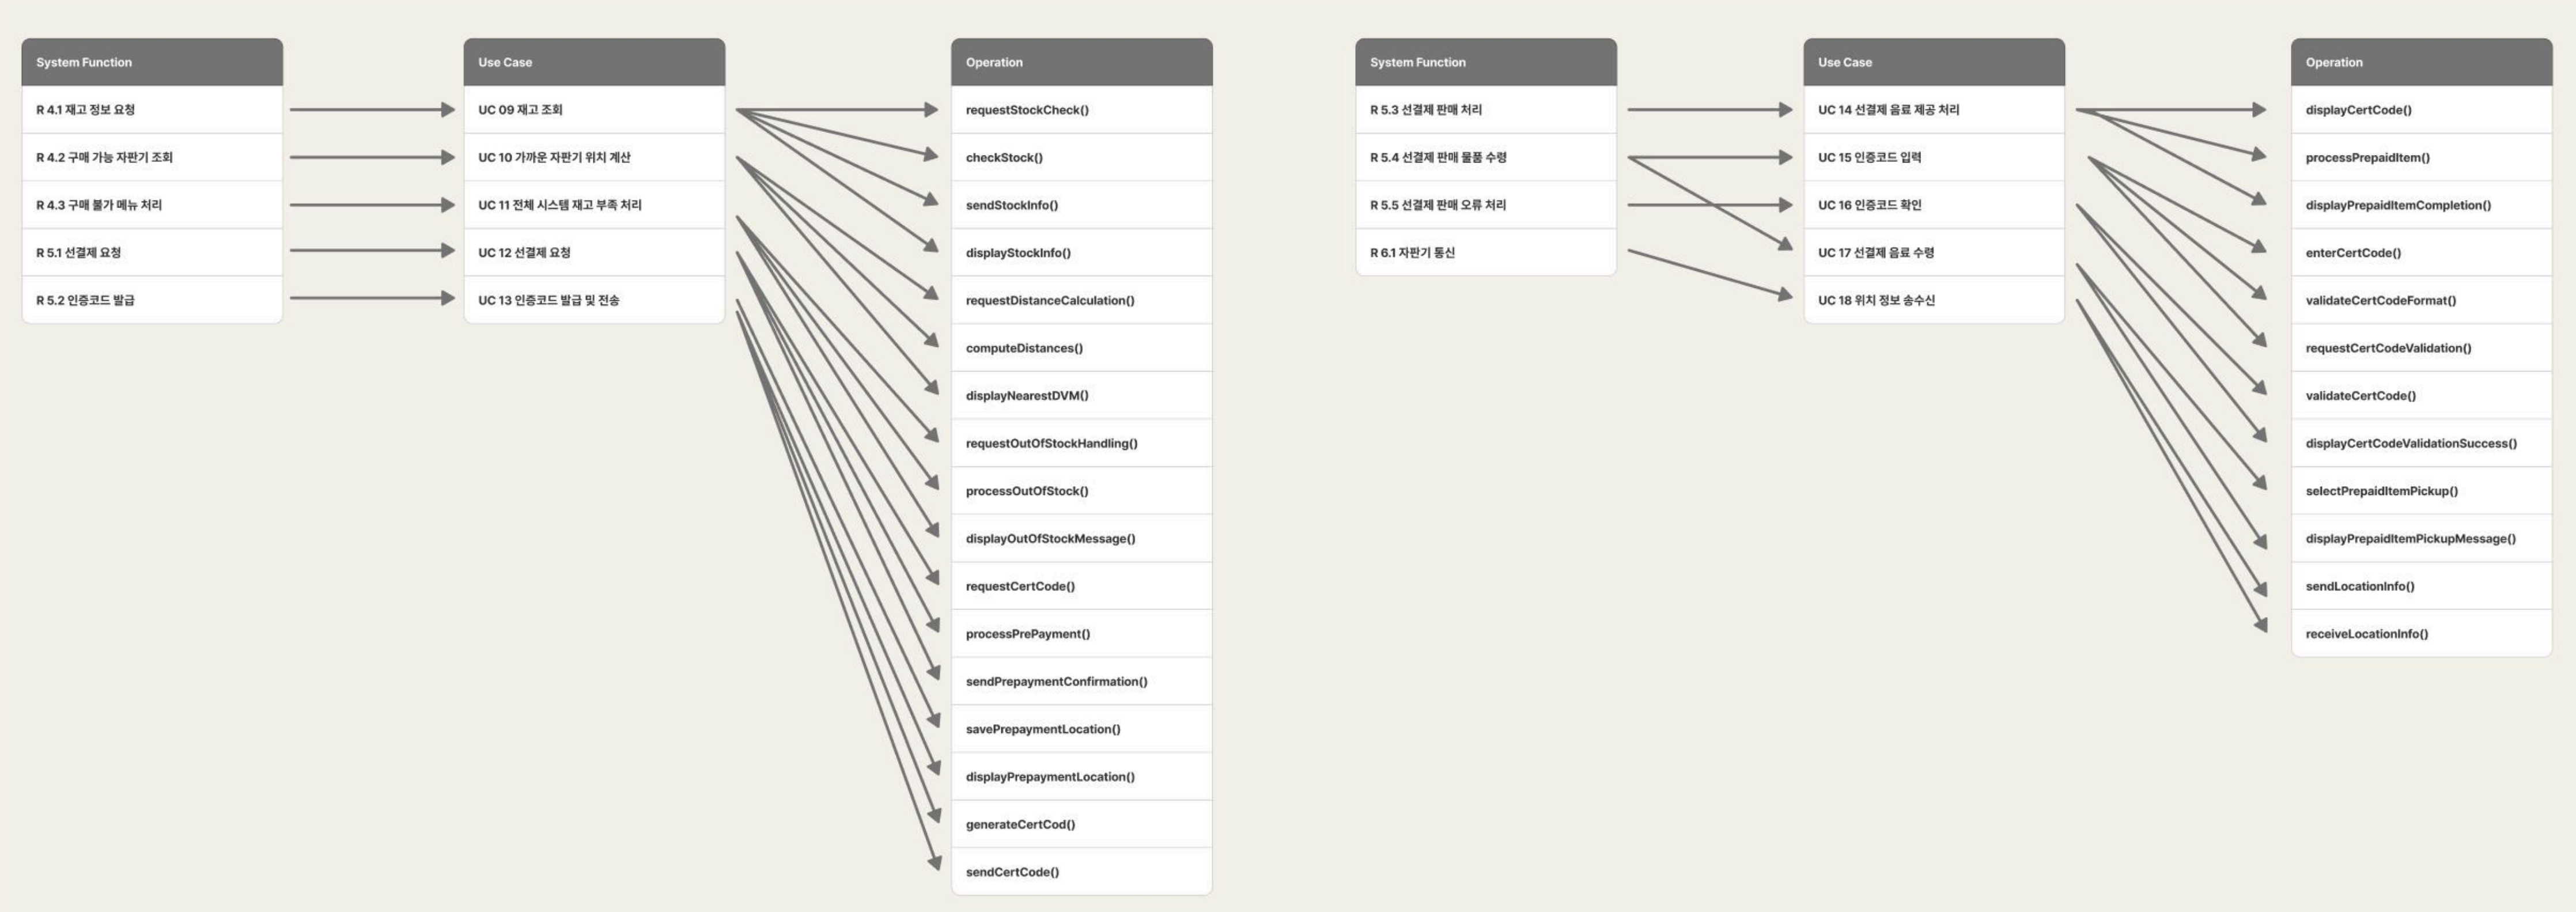 System Function
R 4.1 재고 정보 요청
R 4.2 구매 가능 자판기 조회
R 4.3 구매 불가 메뉴 처리
R 5.1 선결제 요청
R 5.2 인증코드 발급
Use Case
UC 09 재고 조회
UC 10 가까운 자판기 위치 계산
UC 11 전체 시스템 재고 부족 처리
UC 12 선결제 요청
UC 13 인증코드 발급 및 전송
Operation
requestStockCheck()
checkStock()
sendStockInfo()
displayStockInfo()
requestDistanceCalculation()
computeDistances()
displayNearestDVM()
requestOutOfStockHandling()
processOutOfStock()
displayOutOfStockMessage()
requestCertCode()
processPrePayment()
sendPrepaymentConfirmation()
savePrepaymentLocation()
displayPrepaymentLocation()
generateCertCod()
sendCertCode()
System Function
R 5.3 선결제 판매 처리
R 5.4 선결제 판매 물품 수령
R 5.5 선결제 판매 오류 처리
R 6.1 자판기 통신
Use Case
UC 14 선결제 음료 제공 처리
UC 15 인증코드 입력
UC 16 인증코드 확인
UC 17 선결제 음료 수령
UC 18 위치 정보 송수신
Operation
displayCertCode()
processPrepaidItem()
displayPrepaidItemCompletion()
enterCertCode()
validateCertCodeFormat()
requestCertCodeValidation()
validateCertCode()
displayCertCodeValidationSuccess()
selectPrepaidItemPickup()
displayPrepaidItemPickupMessage()
sendLocationInfo()
receiveLocationInfo()